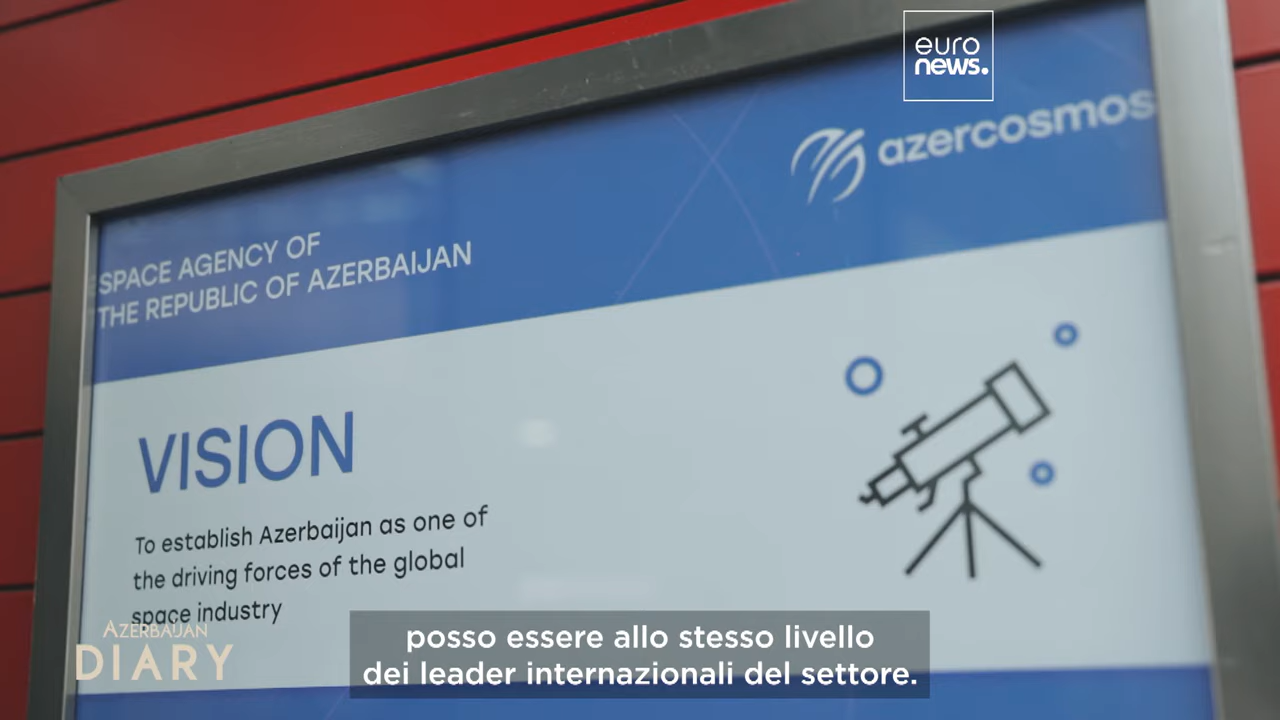 euro
news.
azercosmos
SPACE AGENCY OF
THE REPUBLIC OF AZERBAIJAN
VISION
To establish Azerbaijan as one of
the driving forces of the global
space industry
AZERBAIJAN
DIARY
posso essere allo stesso livello
dei leader internazionali del settore.